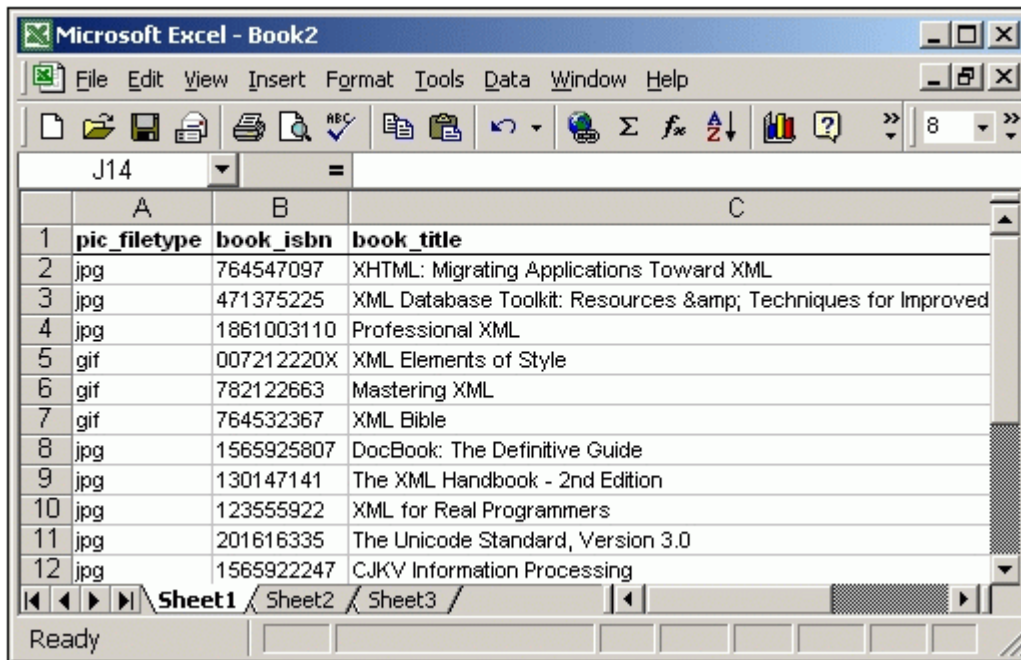 Microsoft Excel - Book2
File Edit View Insert Format Tools Data Window Help
ABC Σ fx A Z ? » 8 »
J14 =
A B C
1 pic_filetype book_isbn book_title
2 jpg 764547097 XHTML: Migrating Applications Toward XML
3 jpg 471375225 XML Database Toolkit: Resources &amp; Techniques for Improved
4 jpg 1861003110 Professional XML
5 gif 007212220X XML Elements of Style
6 gif 782122663 Mastering XML
7 gif 764532367 XML Bible
8 jpg 1565925807 DocBook: The Definitive Guide
9 jpg 130147141 The XML Handbook - 2nd Edition
10 jpg 123555922 XML for Real Programmers
11 jpg 201616335 The Unicode Standard, Version 3.0
12 jpg 1565922247 CJKV Information Processing
Sheet1 Sheet2 Sheet3
Ready